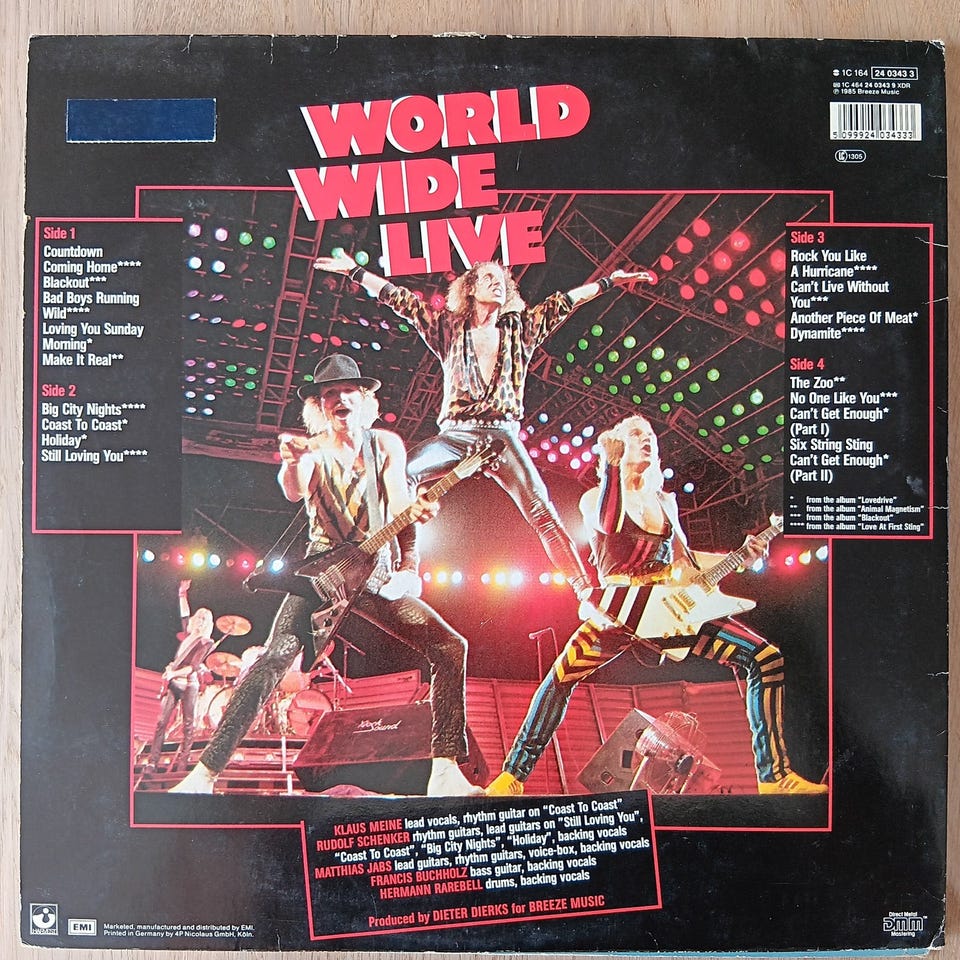 1C 164 24 0343 3
1C 464 24 0343 9 XDR
℗ 1985 Breeze Music
5 099924 034333
LC 1305
WORLD
WIDE
LIVE
Side 1
Countdown
Coming Home****
Blackout***
Bad Boys Running
Wild****
Loving You Sunday
Morning*
Make It Real**
Side 2
Big City Nights****
Coast To Coast*
Holiday*
Still Loving You****
Side 3
Rock You Like
A Hurricane****
Can't Live Without
You***
Another Piece Of Meat*
Dynamite****
Side 4
The Zoo**
No One Like You***
Can't Get Enough*
(Part I)
Six String Sting
Can't Get Enough*
(Part II)
* from the album "Lovedrive"
** from the album "Animal Magnetism"
*** from the album "Blackout"
**** from the album "Love At First Sting"
Rock
Sound
KLAUS MEINE lead vocals, rhythm guitar on "Coast To Coast"
RUDOLF SCHENKER rhythm guitars, lead guitars on "Still Loving You",
"Coast To Coast", "Big City Nights", "Holiday", backing vocals
MATTHIAS JABS lead guitars, rhythm guitars, voice-box, backing vocals
FRANCIS BUCHHOLZ bass guitar, backing vocals
HERMANN RAREBELL drums, backing vocals
Produced by DIETER DIERKS for BREEZE MUSIC
HARVEST
EMI
Marketed, manufactured and distributed by EMI.
Printed in Germany by 4P Nicolaus GmbH, Köln.
Direct Metal
dmm™
Mastering